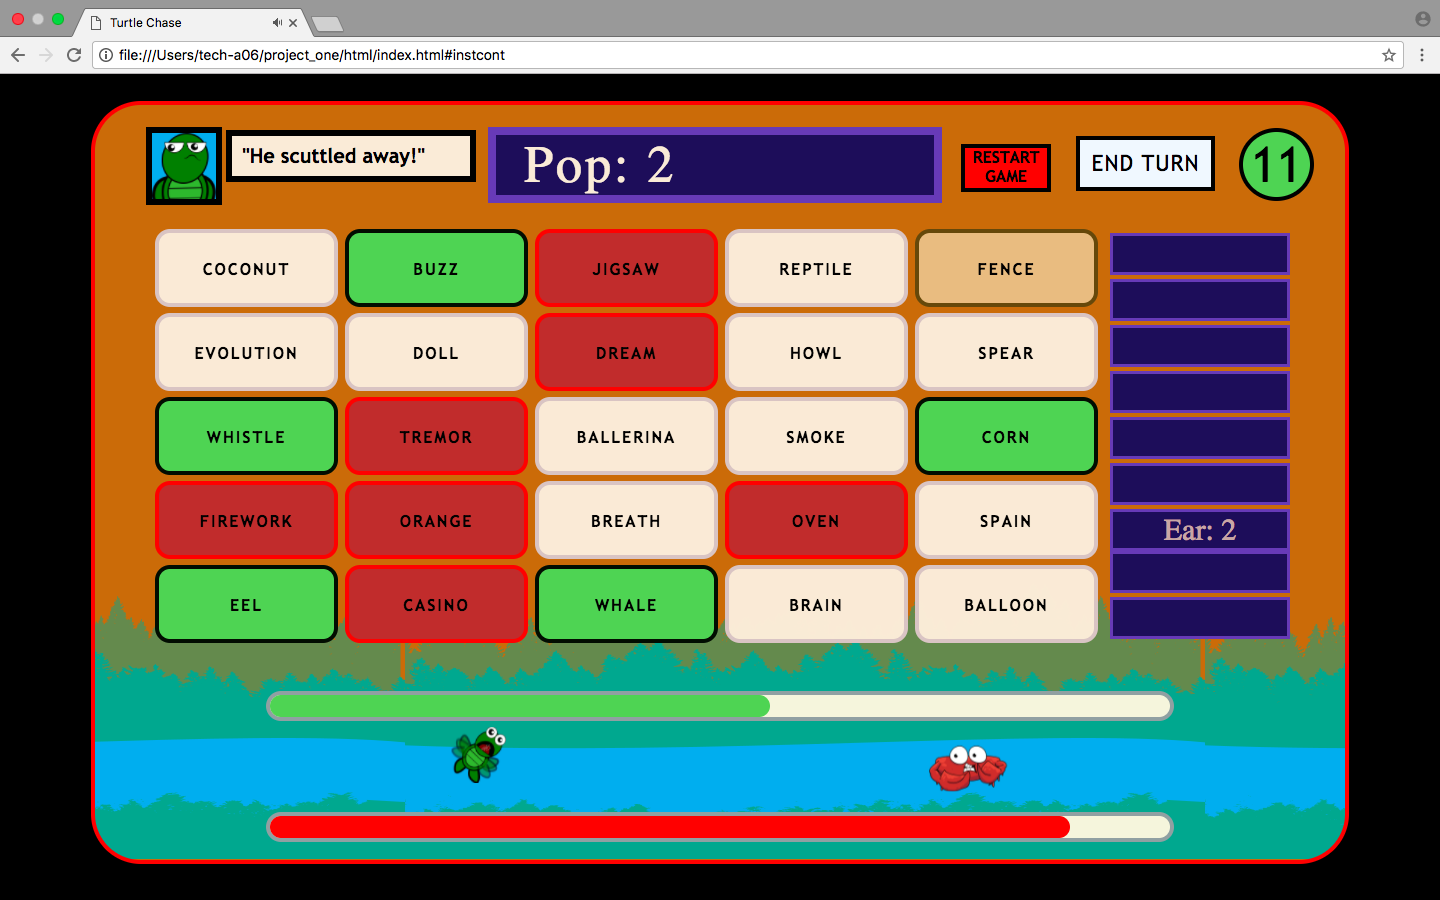 Turtle Chase
file:///Users/tech-a06/project_one/html/index.html#instcont
"He scuttled away!"
Pop: 2
RESTART
GAME
END TURN
11
COCONUT
BUZZ
JIGSAW
REPTILE
FENCE
EVOLUTION
DOLL
DREAM
HOWL
SPEAR
WHISTLE
TREMOR
BALLERINA
SMOKE
CORN
FIREWORK
ORANGE
BREATH
OVEN
SPAIN
Ear: 2
EEL
CASINO
WHALE
BRAIN
BALLOON